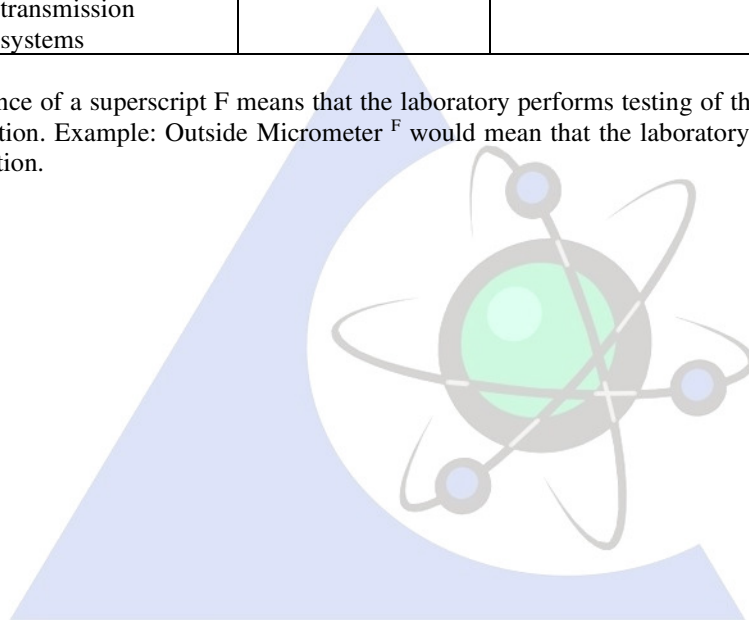 transmission
systems
nce of a superscript F means that the laboratory performs testing of th
tion. Example: Outside Micrometer F would mean that the laboratory
tion.